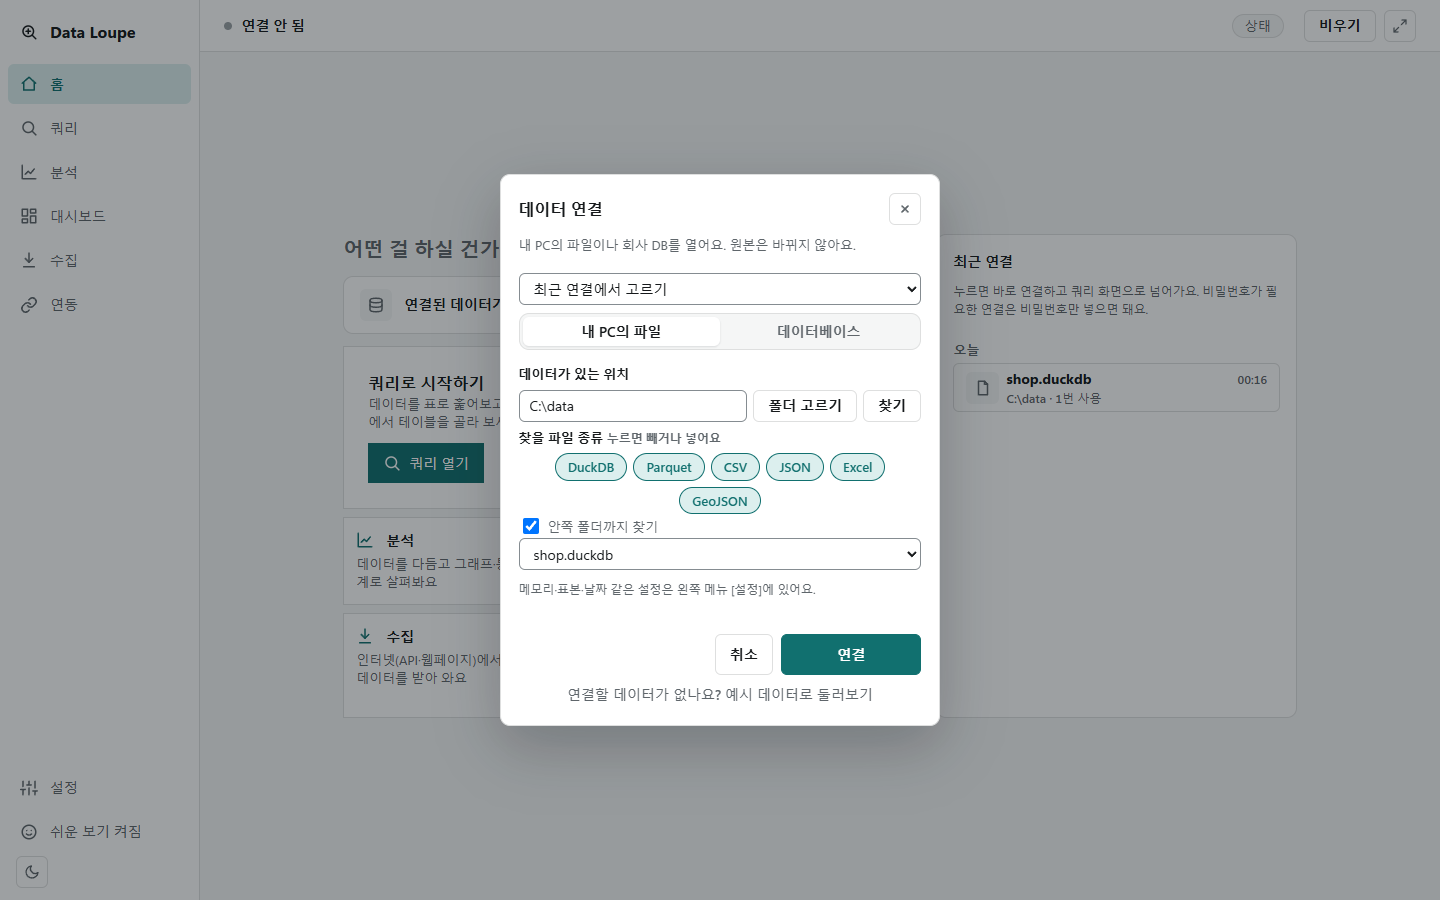 Data Loupe
홈
쿼리
분석
대시보드
수집
연동
설정
쉬운 보기 켜짐
연결 안 됨
상태
비우기
어떤 걸 하실 건가
연결된 데이터가
쿼리로 시작하기
데이터를 표로 훑어보고
에서 테이블을 골라 보
쿼리 열기
분석
데이터를 다듬고 그래프·
계로 살펴봐요
수집
인터넷(API·웹페이지)에서
데이터를 받아 와요
데이터 연결
×
내 PC의 파일이나 회사 DB를 열어요. 원본은 바뀌지 않아요.
최근 연결에서 고르기
내 PC의 파일
데이터베이스
데이터가 있는 위치
C:\data
폴더 고르기
찾기
찾을 파일 종류 누르면 빼거나 넣어요
DuckDB
Parquet
CSV
JSON
Excel
GeoJSON
안쪽 폴더까지 찾기
shop.duckdb
메모리·표본·날짜 같은 설정은 왼쪽 메뉴 [설정]에 있어요.
취소
연결
연결할 데이터가 없나요? 예시 데이터로 둘러보기
최근 연결
누르면 바로 연결하고 쿼리 화면으로 넘어가요. 비밀번호가 필
요한 연결은 비밀번호만 넣으면 돼요.
오늘
shop.duckdb
00:16
C:\data · 1번 사용